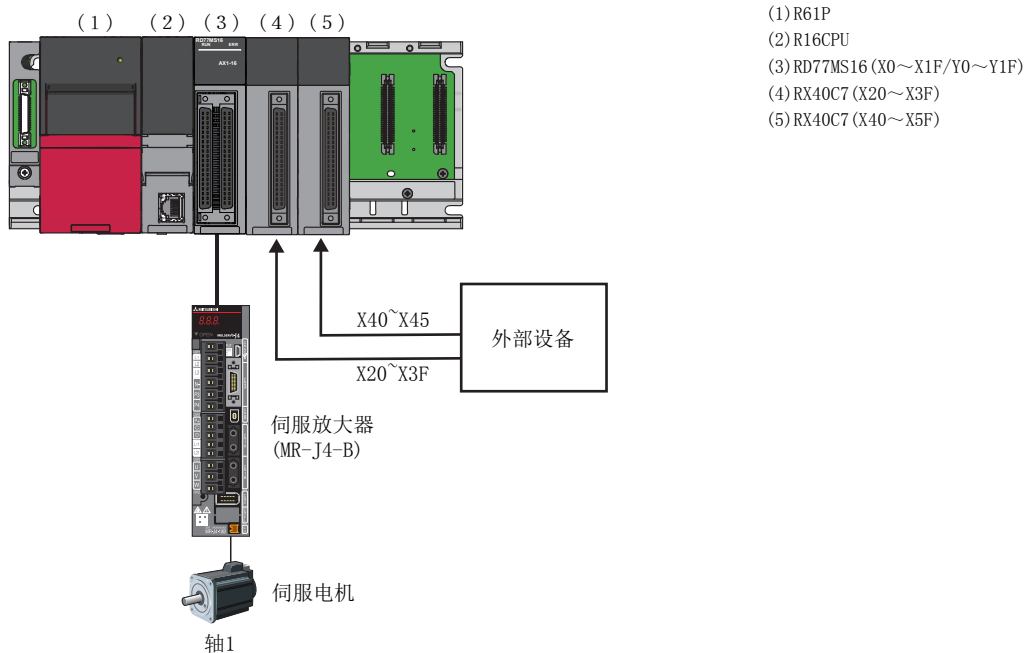 (1) (2) (3) (4) (5)
RD77MS16
RUN ERR
AX1-16
(1)R61P
(2)R16CPU
(3)RD77MS16(X0～X1F/Y0～Y1F)
(4)RX40C7(X20～X3F)
(5)RX40C7(X40～X5F)
X40~X45
X20~X3F
外部设备
伺服放大器
(MR-J4-B)
伺服电机
轴1